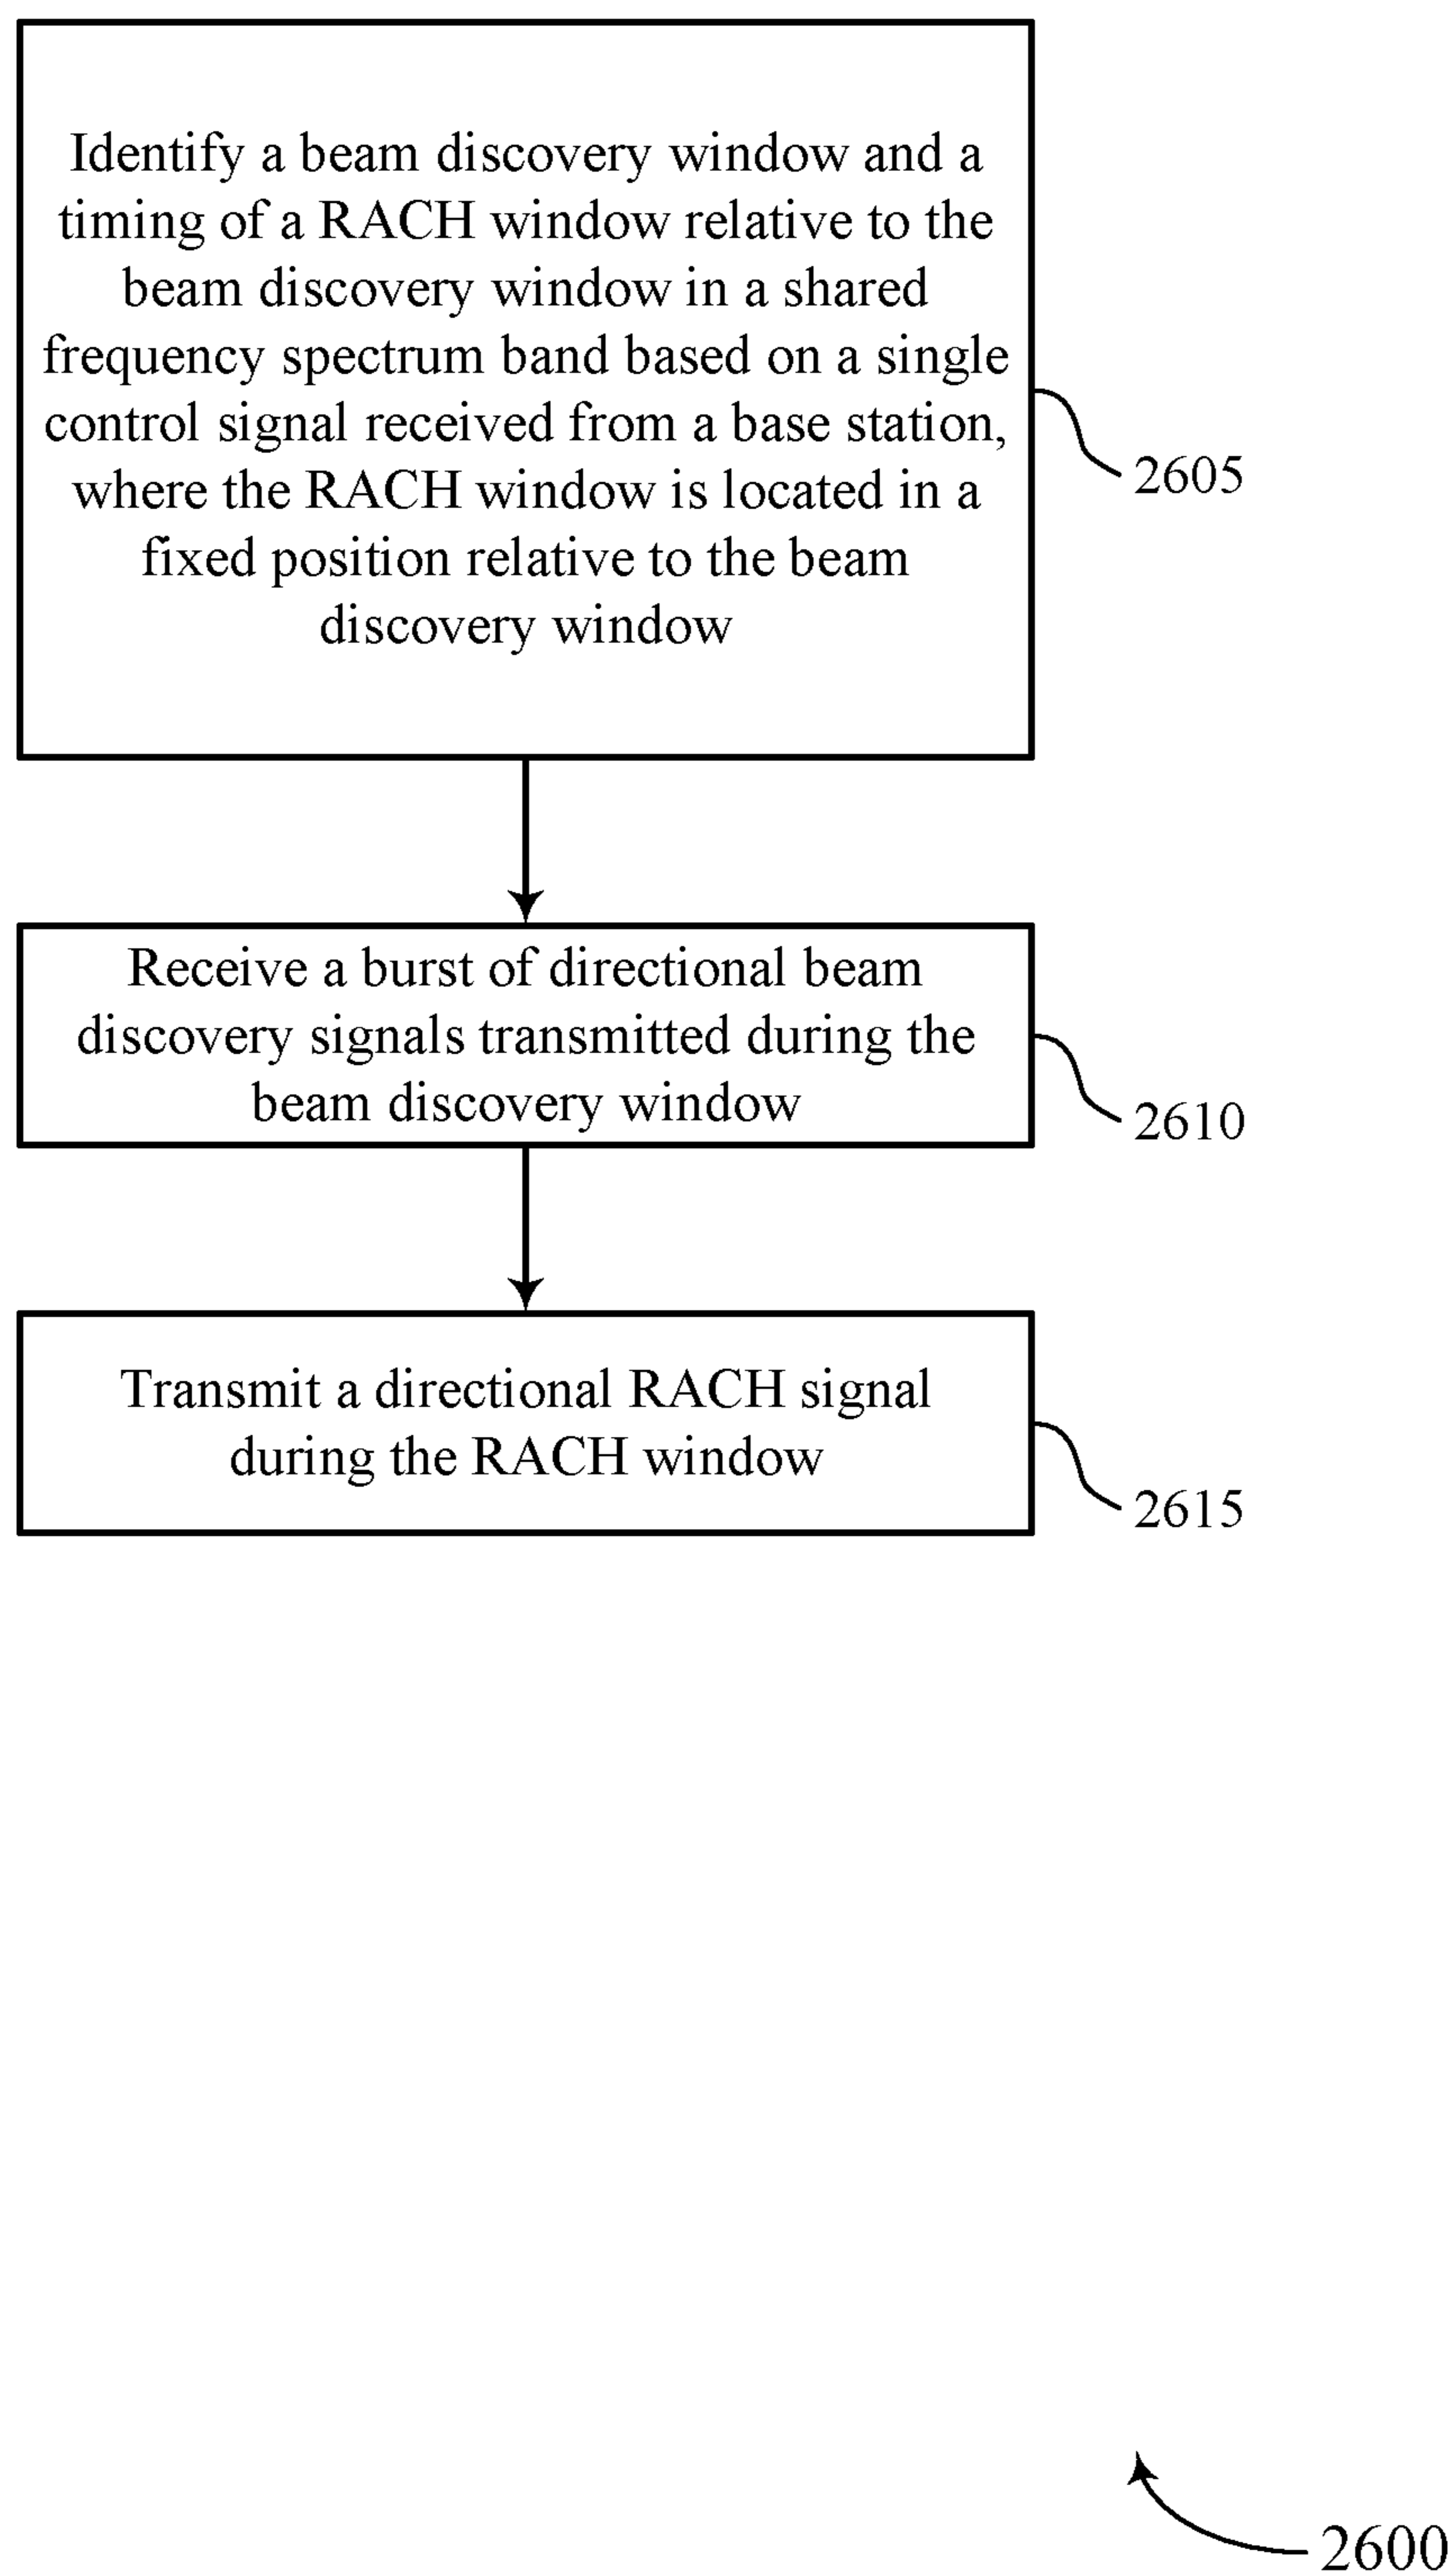 Identify a beam discovery window and a
timing of a RACH window relative to the
beam discovery window in a shared
frequency spectrum band based on a single
control signal received from a base station,
where the RACH window is located in a
fixed position relative to the beam
discovery window
2605
Receive a burst of directional beam
discovery signals transmitted during the
beam discovery window
2610
Transmit a directional RACH signal
during the RACH window
2615
2600